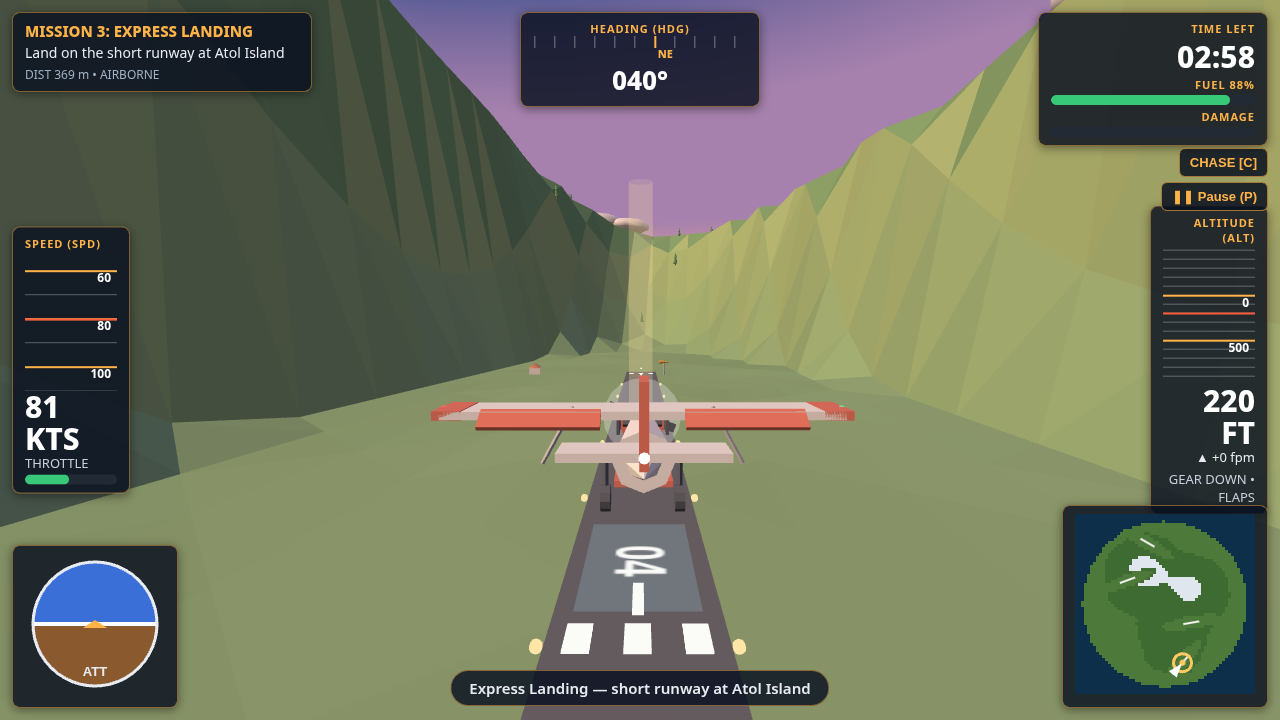 MISSION 3: EXPRESS LANDING
Land on the short runway at Atol Island
DIST 369 m • AIRBORNE
HEADING (HDG)
NE
040°
TIME LEFT
02:58
FUEL 88%
DAMAGE
CHASE [C]
❚❚ Pause (P)
SPEED (SPD)
60
80
100
81
KTS
THROTTLE
ALTITUDE
(ALT)
0
500
220
FT
▲ +0 fpm
GEAR DOWN •
FLAPS
04
ATT
Express Landing — short runway at Atol Island